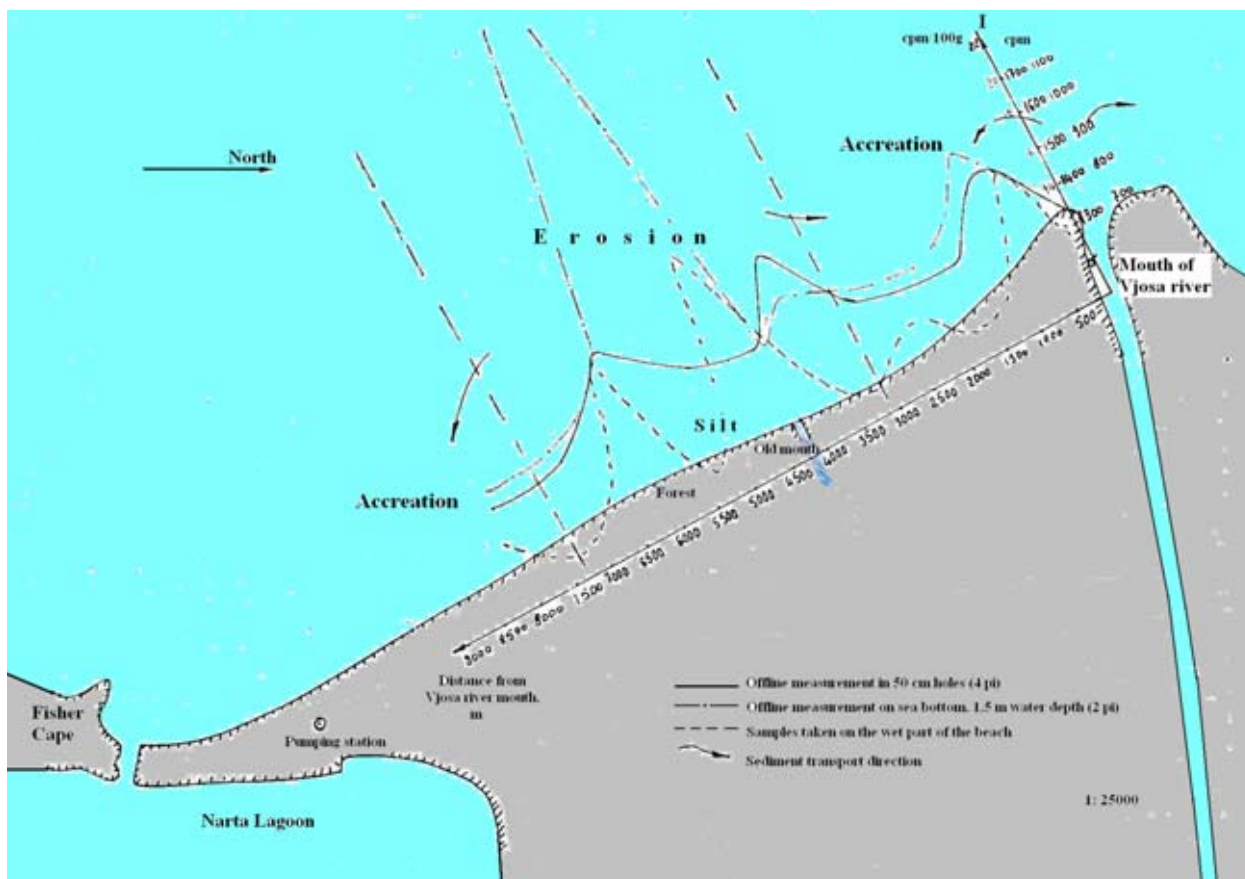 I
cpm 100g cpm
1100
1000
Accreation
North
E r o s i o n
Mouth of
Vjosa river
500
1000
1500
2000
2500
3000
3500
4000
4500
5000
5500
6000
6500
7000
8000
Silt
Old mouth
Forest
Accreation
Distance from
Vjosa river mouth.
m
Fisher
Cape
Pumping station
Narta Lagoon
Offline measurement in 50 cm holes (4 pi)
Offline measurement on sea bottom. 1.5 m water depth (2 pi)
Samples taken on the wet part of the beach
Sediment transport direction
1: 25000